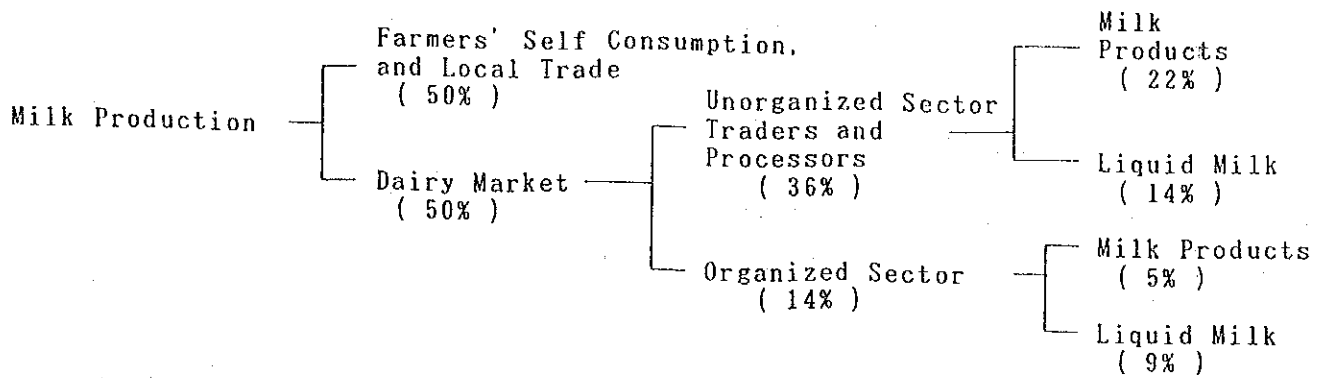 Milk Production
Farmers' Self Consumption,
and Local Trade
( 50% )
Dairy Market
( 50% )
Unorganized Sector
Traders and
Processors
( 36% )
Organized Sector
( 14% )
Milk
Products
( 22% )
Liquid Milk
( 14% )
Milk Products
( 5% )
Liquid Milk
( 9% )